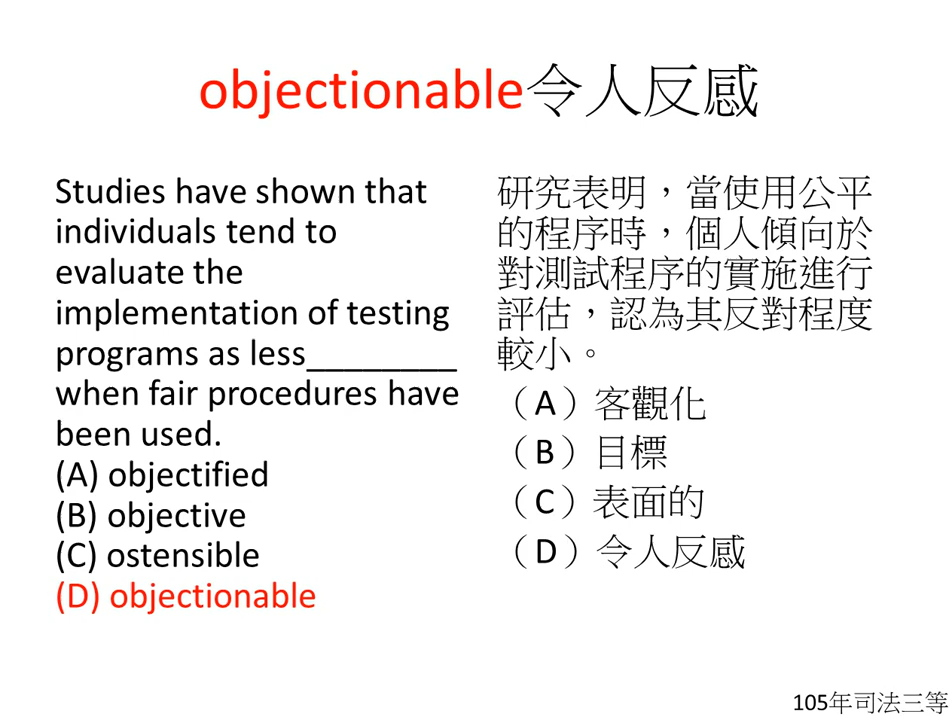 objectionable令人反感
Studies have shown that
individuals tend to
evaluate the
implementation of testing
programs as less_________
when fair procedures have
been used.
(A) objectified
(B) objective
(C) ostensible
(D) objectionable
研究表明，當使用公平
的程序時，個人傾向於
對測試程序的實施進行
評估，認為其反對程度
較小。
（A）客觀化
（B）目標
（C）表面的
（D）令人反感
105年司法三等